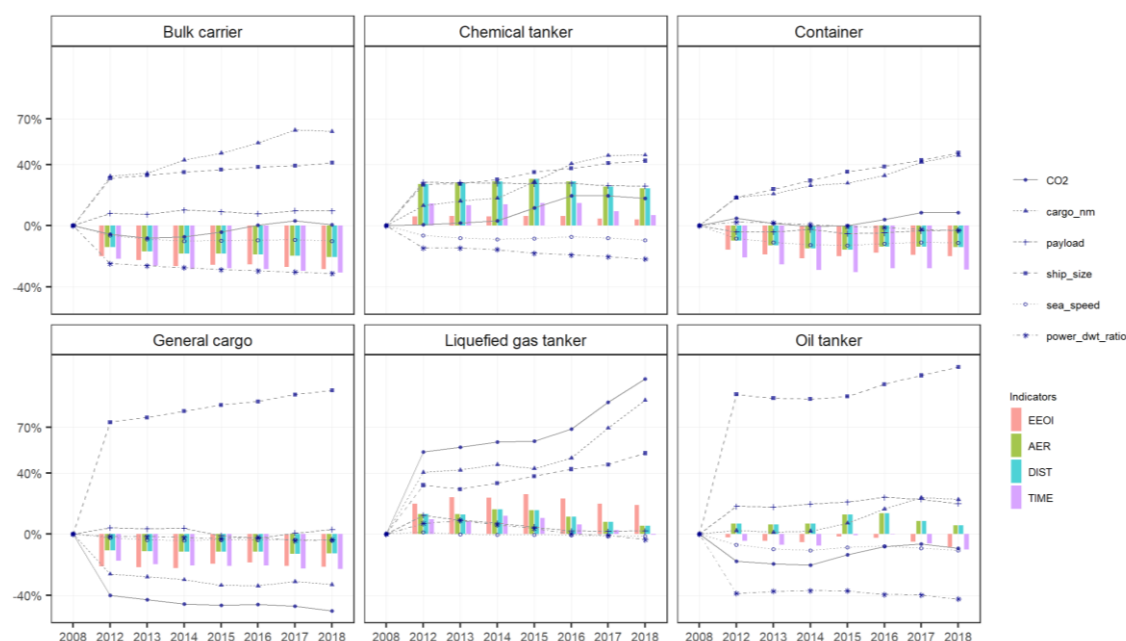 Bulk carrier
Chemical tanker
Container
70%
40%
0%
-40%
General cargo
Liquefied gas tanker
Oil tanker
70%
40%
0%
-40%
2008 2012 2013 2014 2015 2016 2017 2018
2008 2012 2013 2014 2015 2016 2017 2018
2008 2012 2013 2014 2015 2016 2017 2018
CO2
cargo_nm
payload
ship_size
sea_speed
power_dwt_ratio
Indicators
EEOI
AER
DIST
TIME